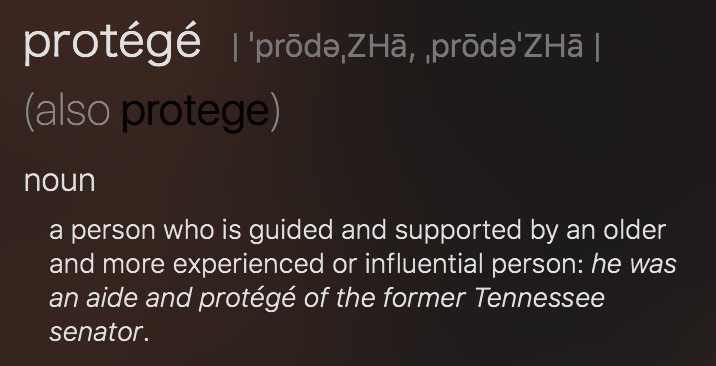 protégé | ˈprōdəˌZHā, ˌprōdəˈZHā |
(also protege)
noun
a person who is guided and supported by an older
and more experienced or influential person: he was
an aide and protégé of the former Tennessee
senator.